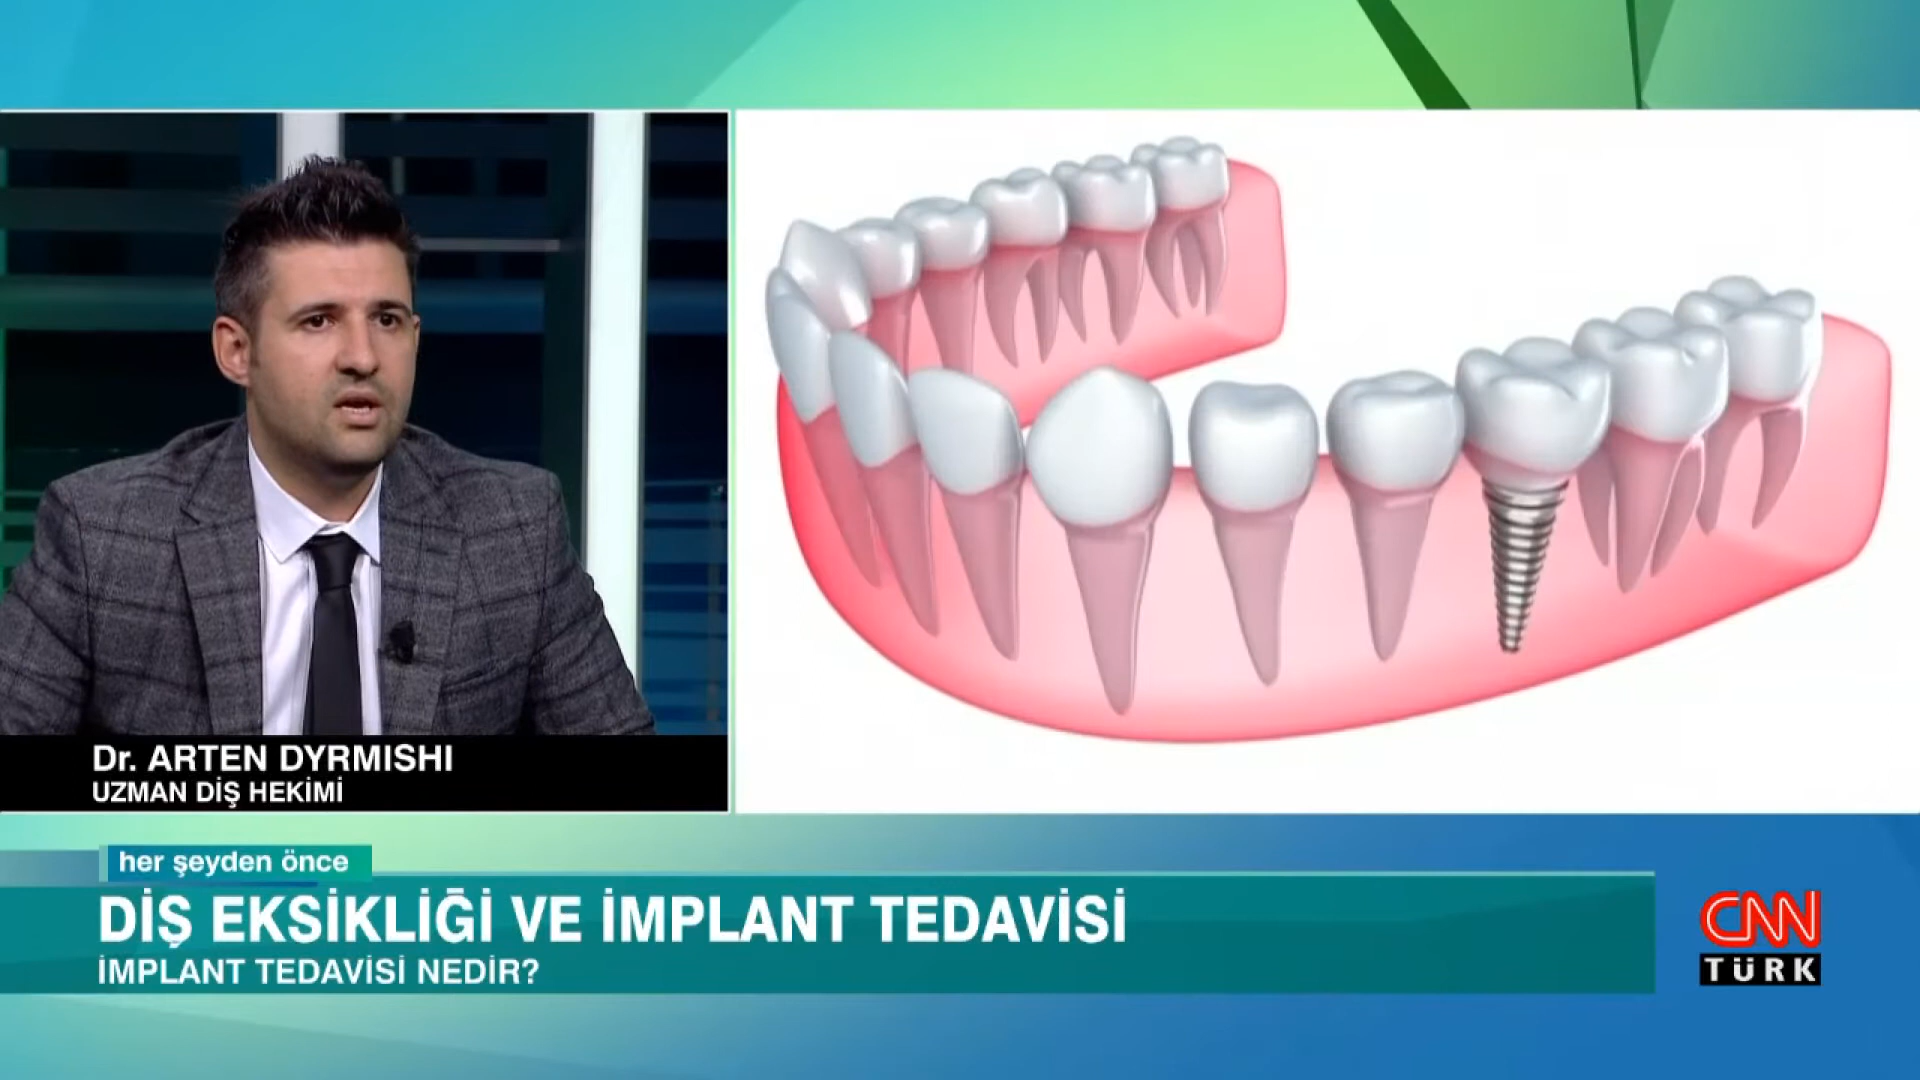 Dr. ARTEN DYRMISHI
UZMAN DİŞ HEKİMİ
her şeyden önce
DİŞ EKSİKLİĞİ VE İMPLANT TEDAVİSİ
İMPLANT TEDAVİSİ NEDİR?
CNN
TÜRK